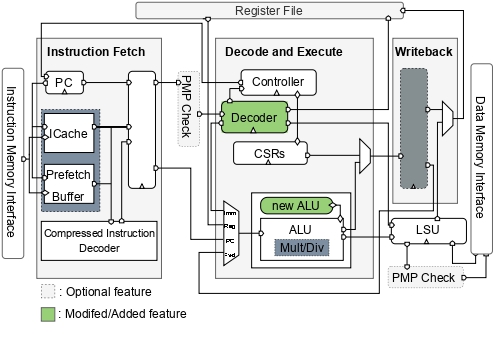 Register File
Instruction Fetch
Decode and Execute
Writeback
Instruction Memory Interface
PC
ICache
Prefetch
Buffer
Compressed Instruction
Decoder
PMP Check
Controller
Decoder
CSRs
Imm
Reg
PC
Fwd
new ALU
ALU
Mult/Div
LSU
PMP Check
Data Memory Interface
: Optional feature
: Modifed/Added feature